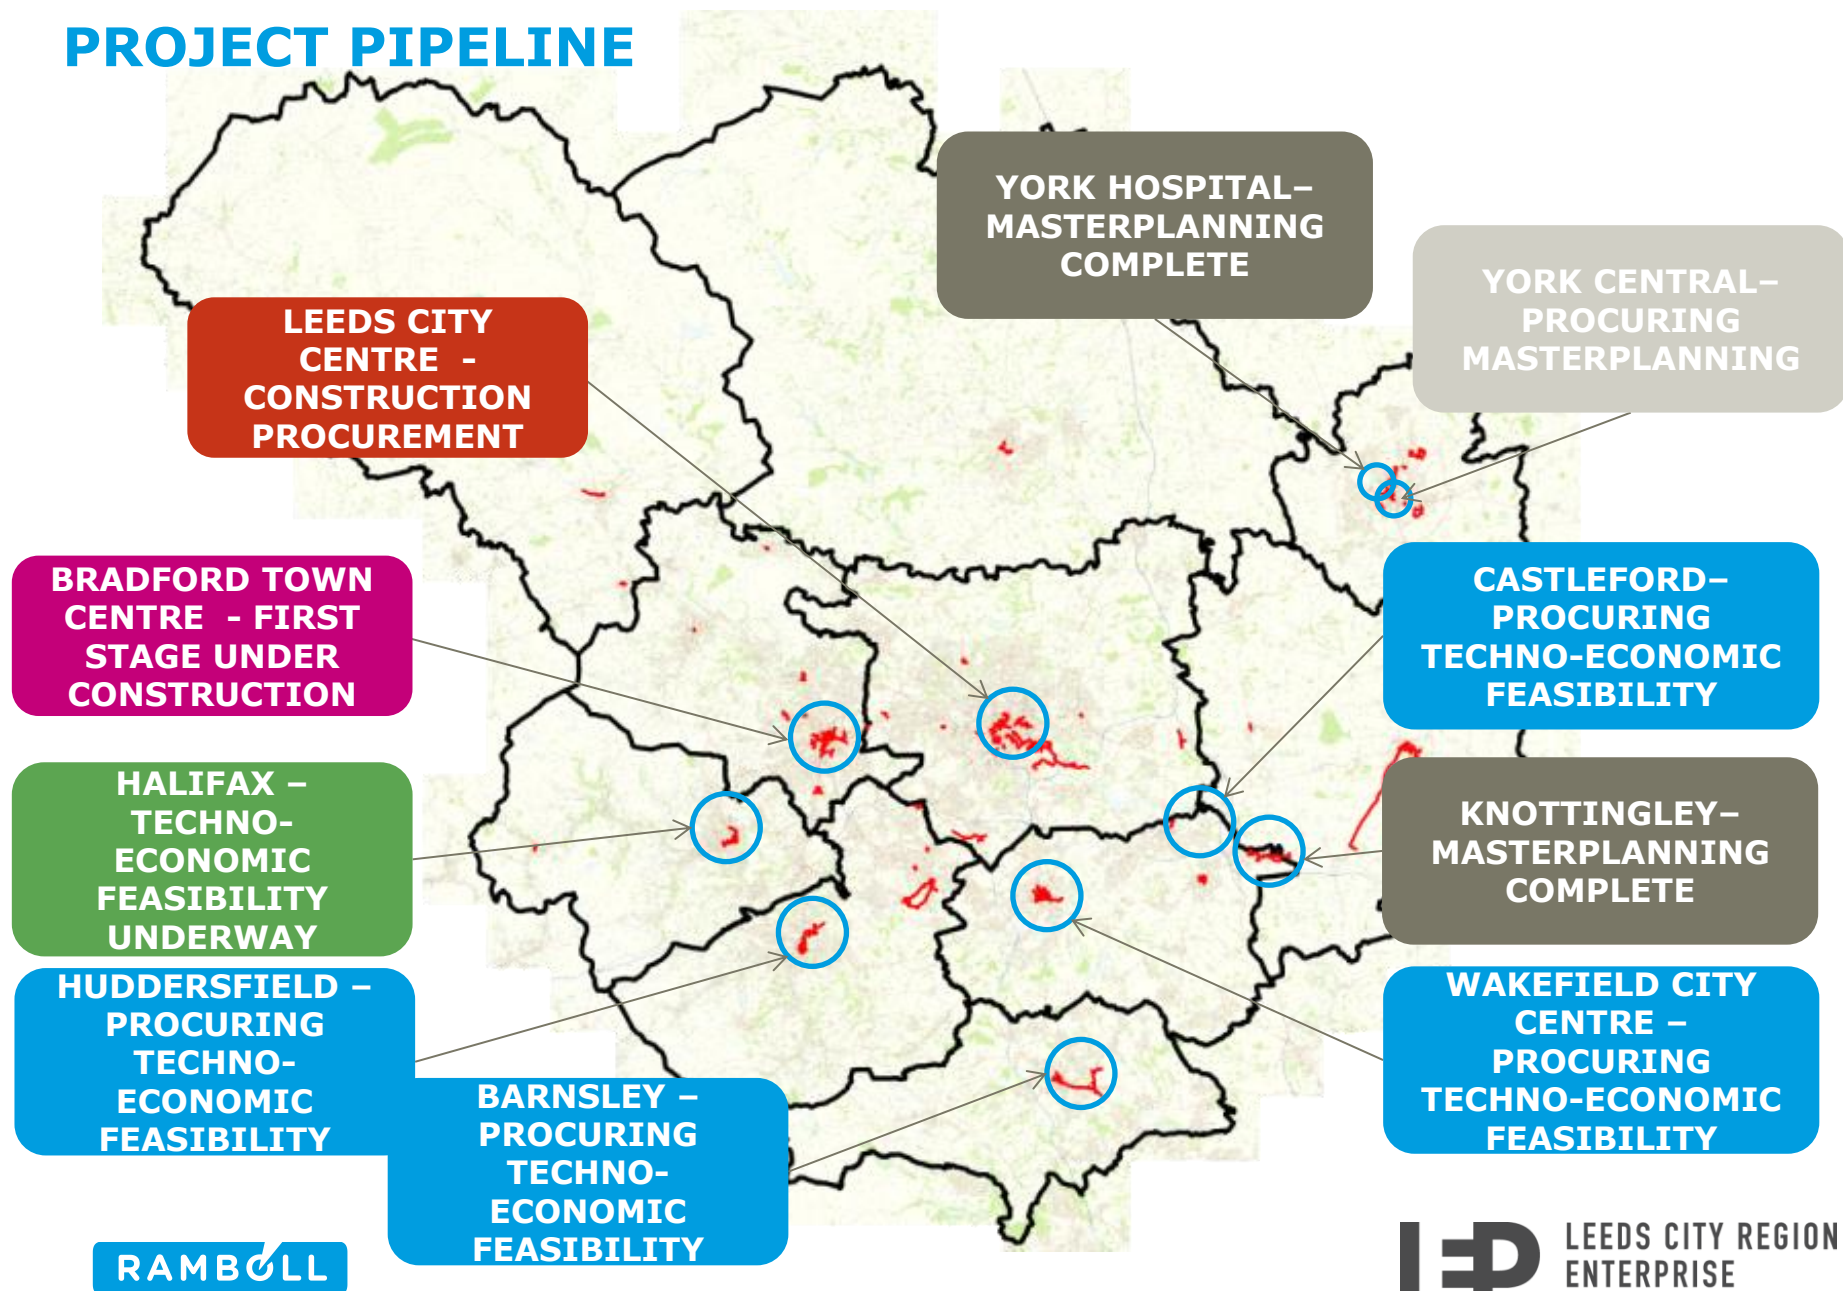 PROJECT PIPELINE
YORK HOSPITAL–
MASTERPLANNING
COMPLETE
YORK CENTRAL–
PROCURING
MASTERPLANNING
LEEDS CITY
CENTRE -
CONSTRUCTION
PROCUREMENT
BRADFORD TOWN
CENTRE - FIRST
STAGE UNDER
CONSTRUCTION
CASTLEFORD–
PROCURING
TECHNO-ECONOMIC
FEASIBILITY
HALIFAX –
TECHNO-
ECONOMIC
FEASIBILITY
UNDERWAY
KNOTTINGLEY–
MASTERPLANNING
COMPLETE
HUDDERSFIELD –
PROCURING
TECHNO-
ECONOMIC
FEASIBILITY
WAKEFIELD CITY
CENTRE –
PROCURING
TECHNO-ECONOMIC
FEASIBILITY
BARNSLEY –
PROCURING
TECHNO-
ECONOMIC
FEASIBILITY
RAMBOLL
LEP
LEEDS CITY REGION
ENTERPRISE